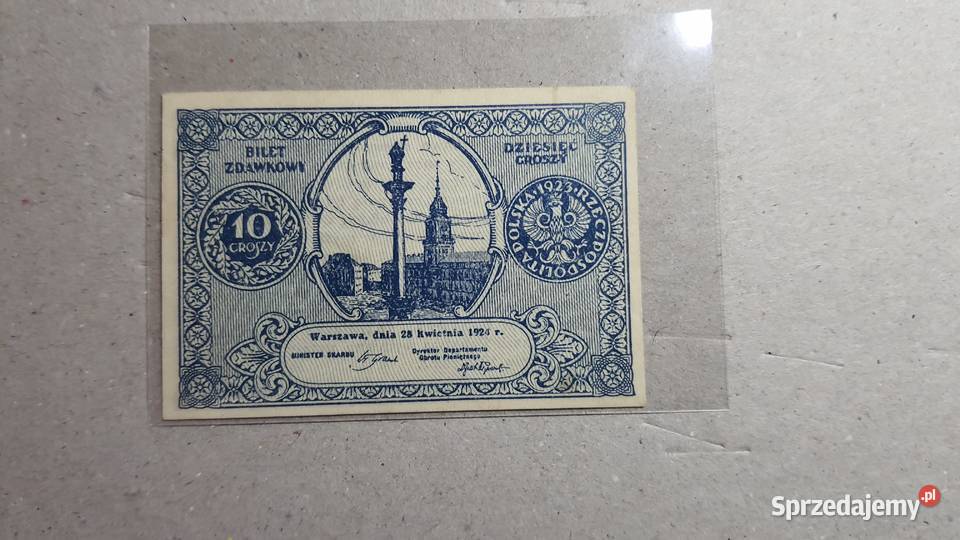 BILET
ZDAWKOWY
DZIESIĘĆ
GROSZY
10
GROSZY
1923 · RZECZPOSPOLITA POLSKA
Warszawa, dnia 28 kwietnia 1924 r.
MINISTER SKARBU
Dyrektor Departamentu
Obrotu Pieniężnego
Sprzedajemy.pl